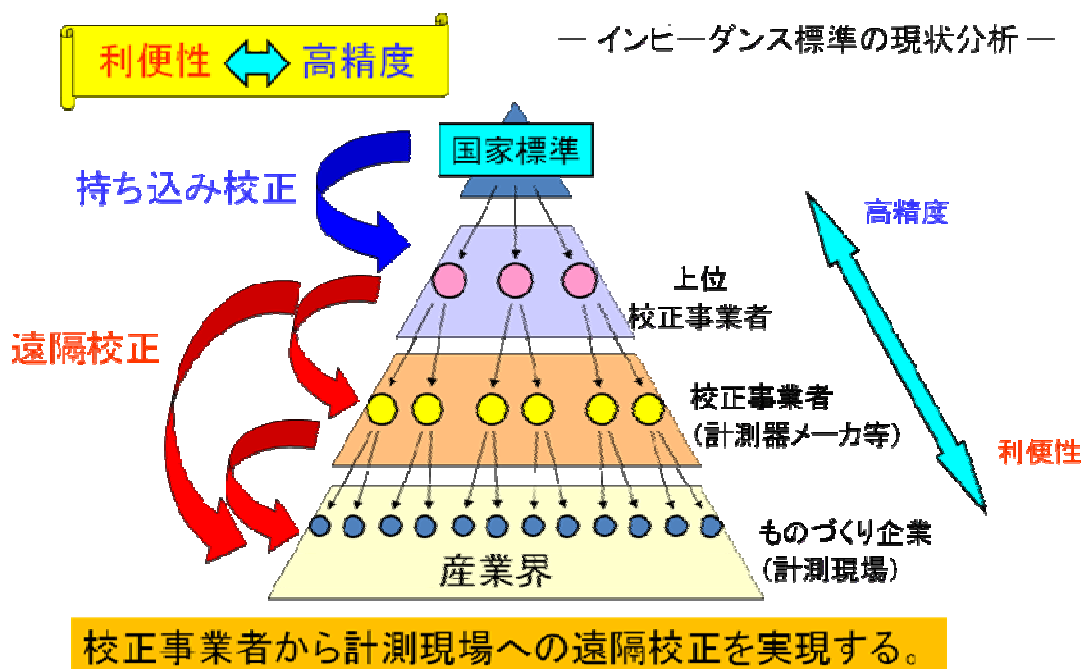 利便性 高精度
― インピーダンス標準の現状分析 ―
国家標準
持ち込み校正
高精度
上位
校正事業者
遠隔校正
校正事業者
(計測器メーカ等)
利便性
ものづくり企業
(計測現場)
産業界
校正事業者から計測現場への遠隔校正を実現する。